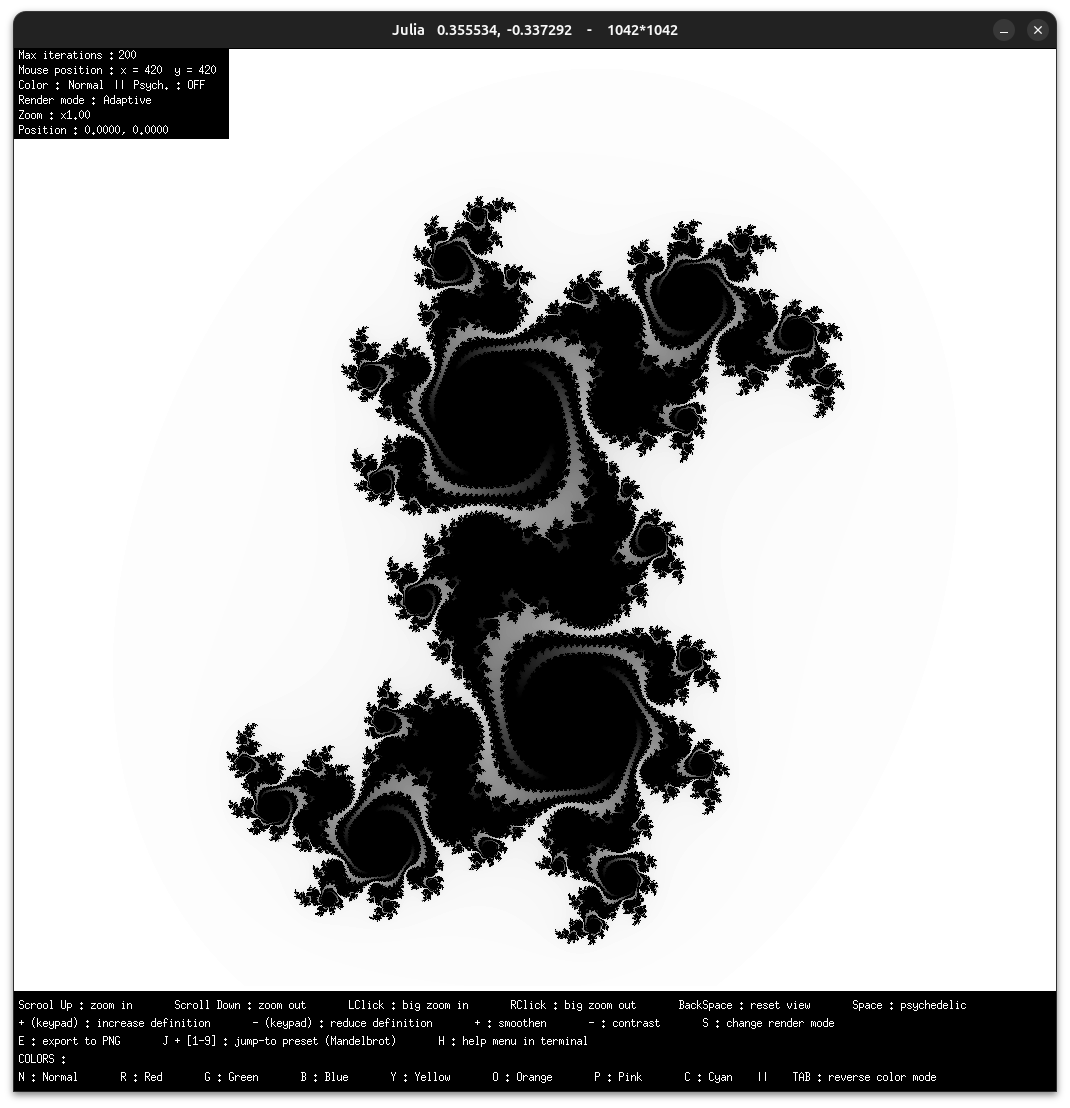 Julia 0.355534, -0.337292 - 1042*1042
Max iterations : 200
Mouse position : x = 420 y = 420
Color : Normal || Psych. : OFF
Render mode : Adaptive
Zoom : x1.00
Position : 0.0000, 0.0000
Scrool Up : zoom in Scroll Down : zoom out LClick : big zoom in RClick : big zoom out BackSpace : reset view Space : psychedelic
+ (keypad) : increase definition - (keypad) : reduce definition + : smoothen - : contrast S : change render mode
E : export to PNG J + [1-9] : jump-to preset (Mandelbrot) H : help menu in terminal
COLORS :
N : Normal R : Red G : Green B : Blue Y : Yellow O : Orange P : Pink C : Cyan || TAB : reverse color mode